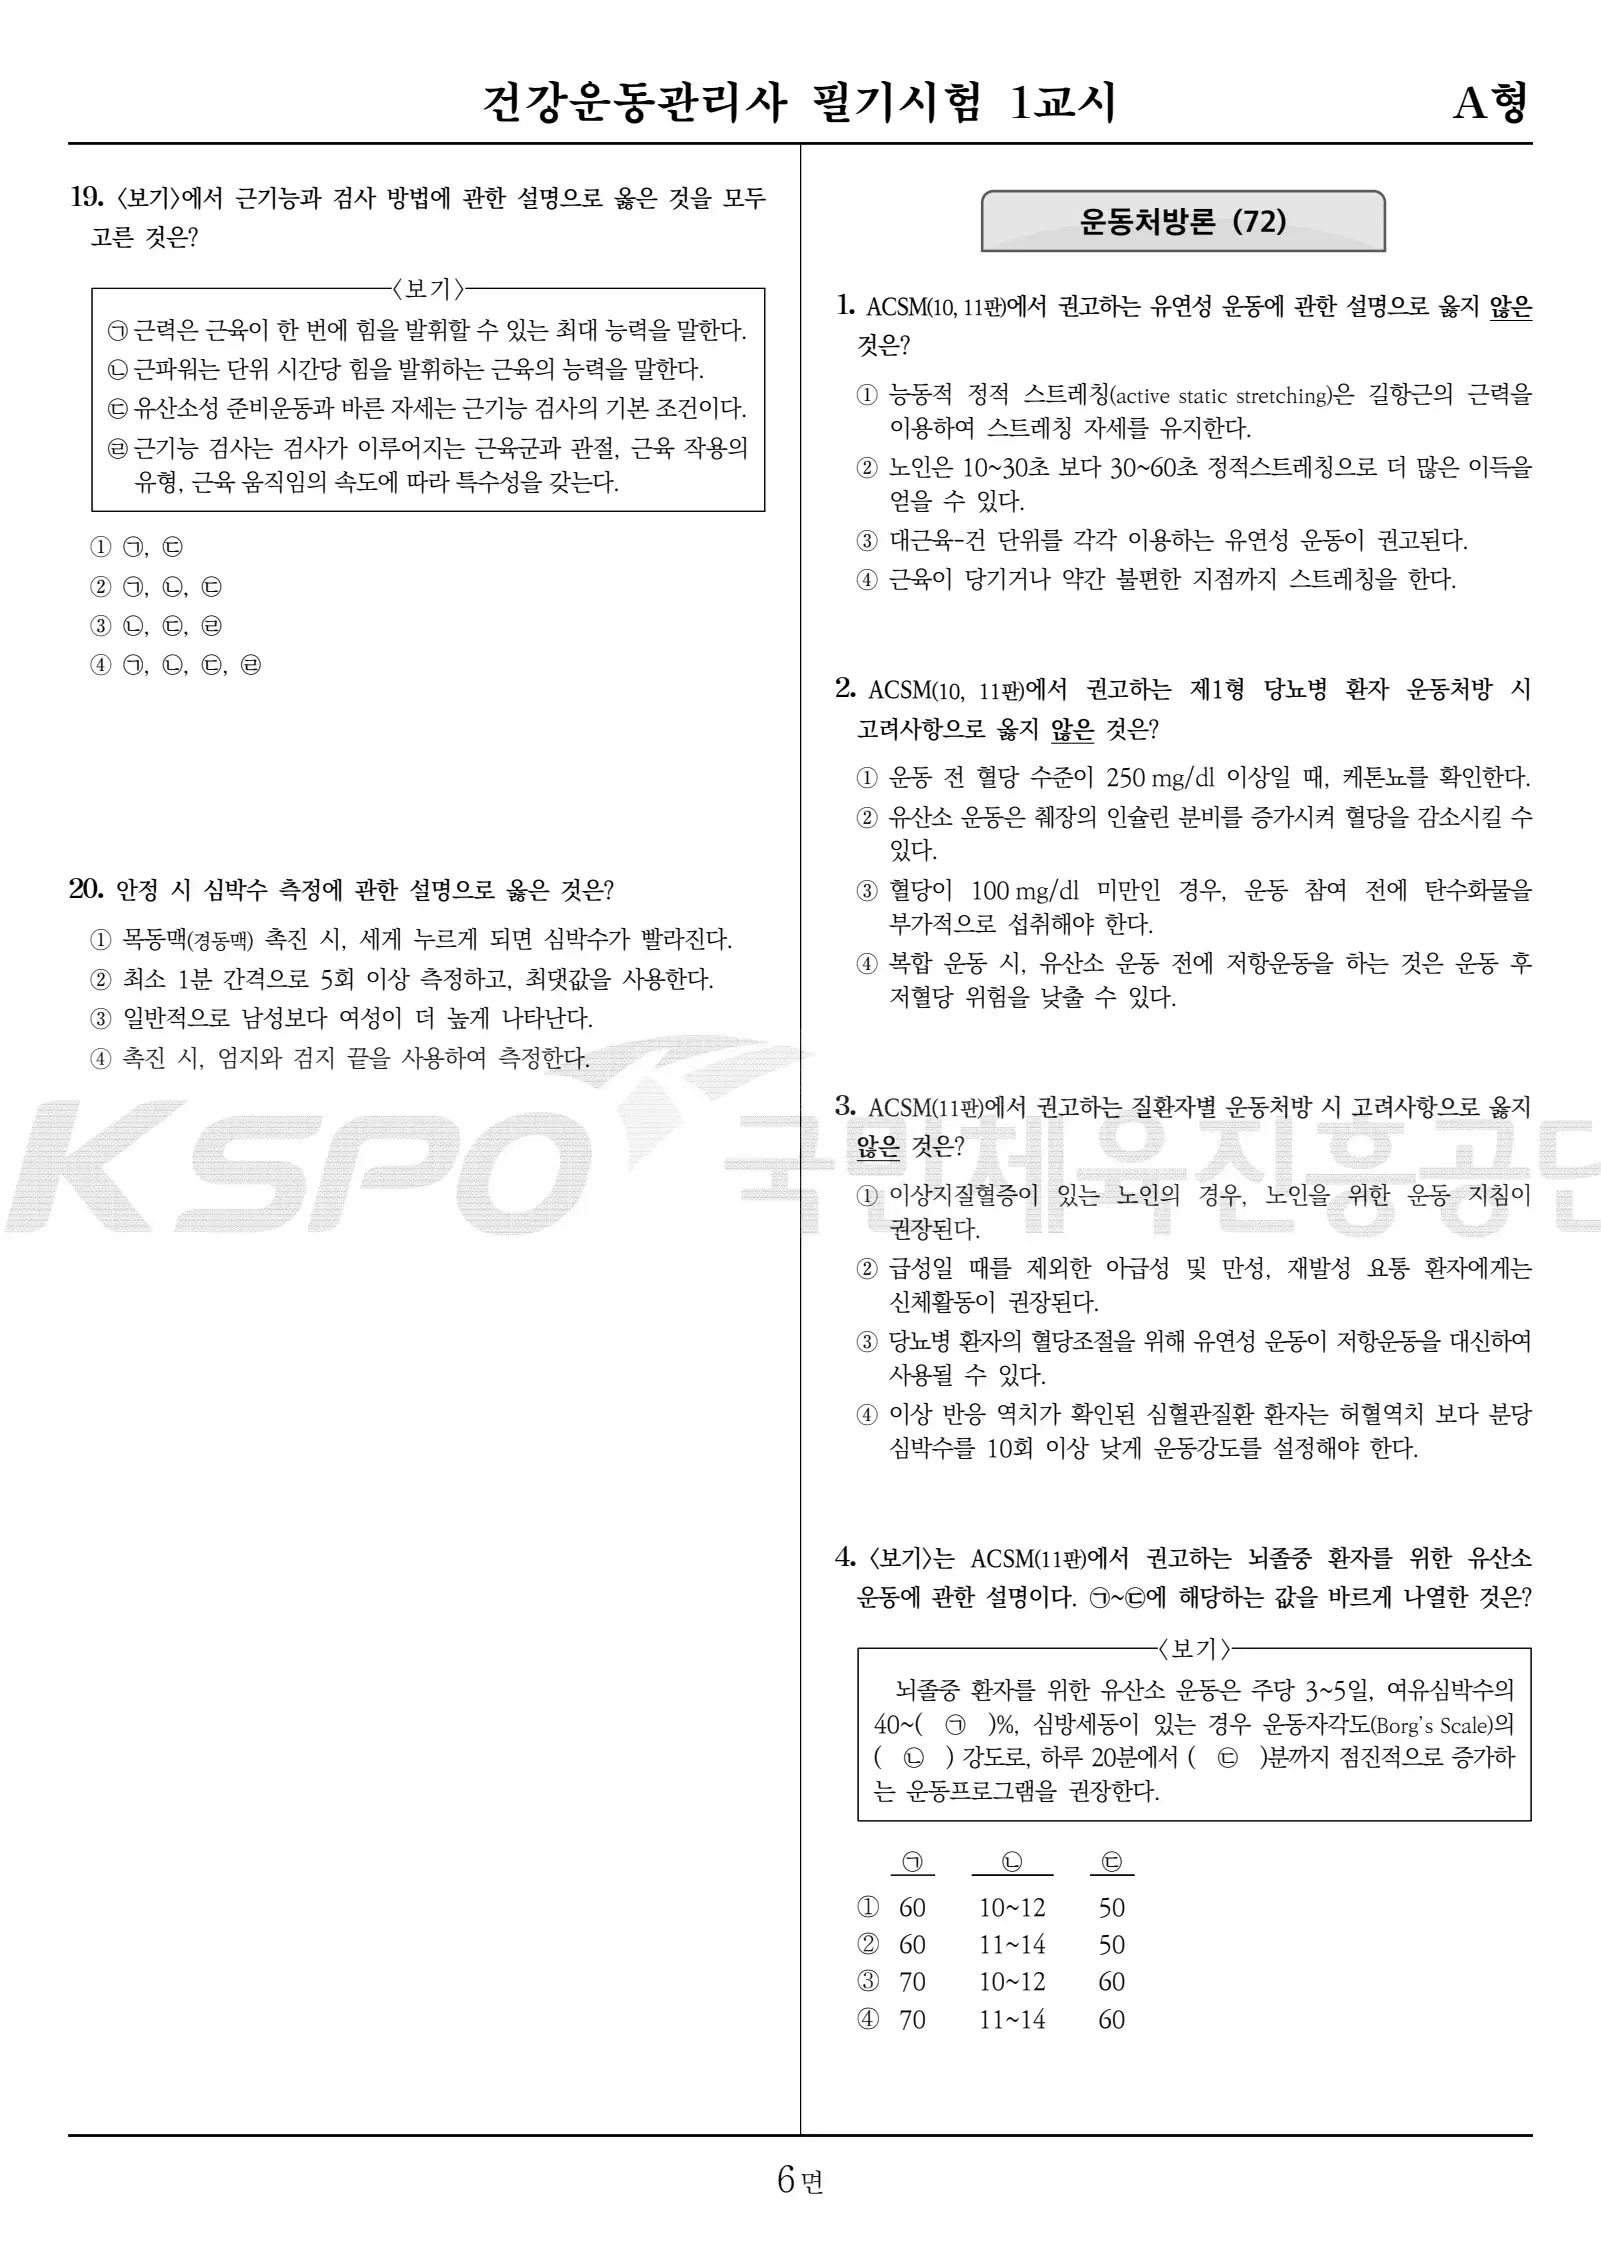 건강운동관리사 필기시험 1교시
A형
19. 〈보기〉에서 근기능과 검사 방법에 관한 설명으로 옳은 것을 모두
고른 것은?
〈보기〉
㉠ 근력은 근육이 한 번에 힘을 발휘할 수 있는 최대 능력을 말한다.
㉡ 근파워는 단위 시간당 힘을 발휘하는 근육의 능력을 말한다.
㉢ 유산소성 준비운동과 바른 자세는 근기능 검사의 기본 조건이다.
㉣ 근기능 검사는 검사가 이루어지는 근육군과 관절, 근육 작용의
유형, 근육 움직임의 속도에 따라 특수성을 갖는다.
① ㉠, ㉢
② ㉠, ㉡, ㉢
③ ㉡, ㉢, ㉣
④ ㉠, ㉡, ㉢, ㉣
20. 안정 시 심박수 측정에 관한 설명으로 옳은 것은?
① 목동맥(경동맥) 촉진 시, 세게 누르게 되면 심박수가 빨라진다.
② 최소 1분 간격으로 5회 이상 측정하고, 최댓값을 사용한다.
③ 일반적으로 남성보다 여성이 더 높게 나타난다.
④ 촉진 시, 엄지와 검지 끝을 사용하여 측정한다.
운동처방론 (72)
1. ACSM(10, 11판)에서 권고하는 유연성 운동에 관한 설명으로 옳지 않은
것은?
① 능동적 정적 스트레칭(active static stretching)은 길항근의 근력을
이용하여 스트레칭 자세를 유지한다.
② 노인은 10~30초 보다 30~60초 정적스트레칭으로 더 많은 이득을
얻을 수 있다.
③ 대근육-건 단위를 각각 이용하는 유연성 운동이 권고된다.
④ 근육이 당기거나 약간 불편한 지점까지 스트레칭을 한다.
2. ACSM(10, 11판)에서 권고하는 제1형 당뇨병 환자 운동처방 시
고려사항으로 옳지 않은 것은?
① 운동 전 혈당 수준이 250 mg/dl 이상일 때, 케톤뇨를 확인한다.
② 유산소 운동은 췌장의 인슐린 분비를 증가시켜 혈당을 감소시킬 수
있다.
③ 혈당이 100 mg/dl 미만인 경우, 운동 참여 전에 탄수화물을
부가적으로 섭취해야 한다.
④ 복합 운동 시, 유산소 운동 전에 저항운동을 하는 것은 운동 후
저혈당 위험을 낮출 수 있다.
3. ACSM(11판)에서 권고하는 질환자별 운동처방 시 고려사항으로 옳지
않은 것은?
① 이상지질혈증이 있는 노인의 경우, 노인을 위한 운동 지침이
권장된다.
② 급성일 때를 제외한 아급성 및 만성, 재발성 요통 환자에게는
신체활동이 권장된다.
③ 당뇨병 환자의 혈당조절을 위해 유연성 운동이 저항운동을 대신하여
사용될 수 있다.
④ 이상 반응 역치가 확인된 심혈관질환 환자는 허혈역치 보다 분당
심박수를 10회 이상 낮게 운동강도를 설정해야 한다.
4. 〈보기〉는 ACSM(11판)에서 권고하는 뇌졸중 환자를 위한 유산소
운동에 관한 설명이다. ㉠~㉢에 해당하는 값을 바르게 나열한 것은?
〈보기〉
뇌졸중 환자를 위한 유산소 운동은 주당 3~5일, 여유심박수의
40~( ㉠ )%, 심방세동이 있는 경우 운동자각도(Borg's Scale)의
( ㉡ ) 강도로, 하루 20분에서 ( ㉢ )분까지 점진적으로 증가하
는 운동프로그램을 권장한다.
㉠ ㉡ ㉢
① 60 10~12 50
② 60 11~14 50
③ 70 10~12 60
④ 70 11~14 60
KSPO 국민체육진흥공단
6면